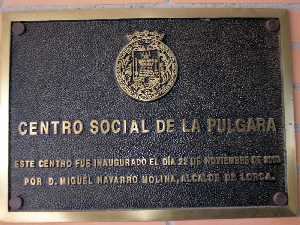 CENTRO SOCIAL DE LA PULGARA
ESTE CENTRO FUE INAUGURADO EL DÍA 22 DE NOVIEMBRE DE
POR D. MIGUEL NAVARRO MOLINA, ALCALDE DE LORCA.